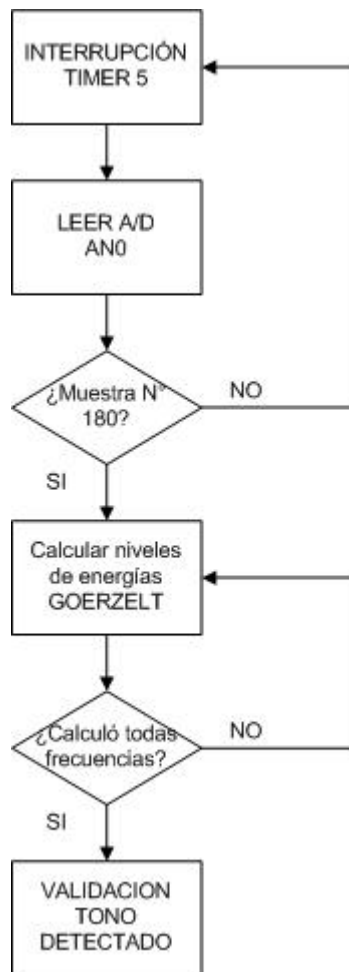 INTERRUPCIÓN
TIMER 5
LEER A/D
AN0
¿Muestra N°
180?
NO
SI
Calcular niveles
de energías
GOERZELT
¿Calculó todas
frecuencias?
NO
SI
VALIDACION
TONO
DETECTADO